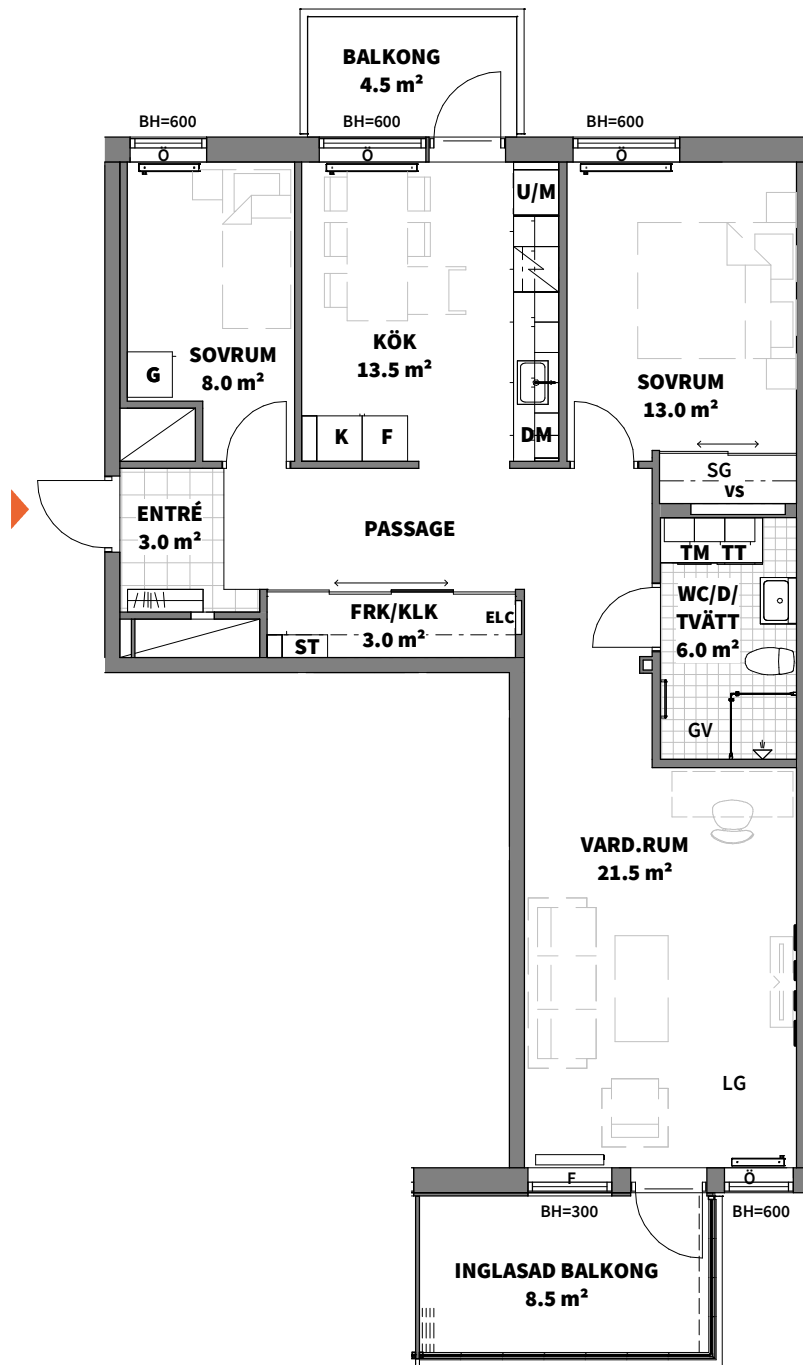 BALKONG
4.5 m²
BH=600
BH=600
BH=600
Ö
Ö
Ö
U/M
SOVRUM
8.0 m²
G
KÖK
13.5 m²
SOVRUM
13.0 m²
K
F
DM
SG
VS
ENTRÉ
3.0 m²
PASSAGE
TM TT
WC/D/
TVÄTT
6.0 m²
FRK/KLK
3.0 m²
ELC
ST
GV
VARD.RUM
21.5 m²
LG
F
Ö
BH=300
BH=600
INGLASAD BALKONG
8.5 m²